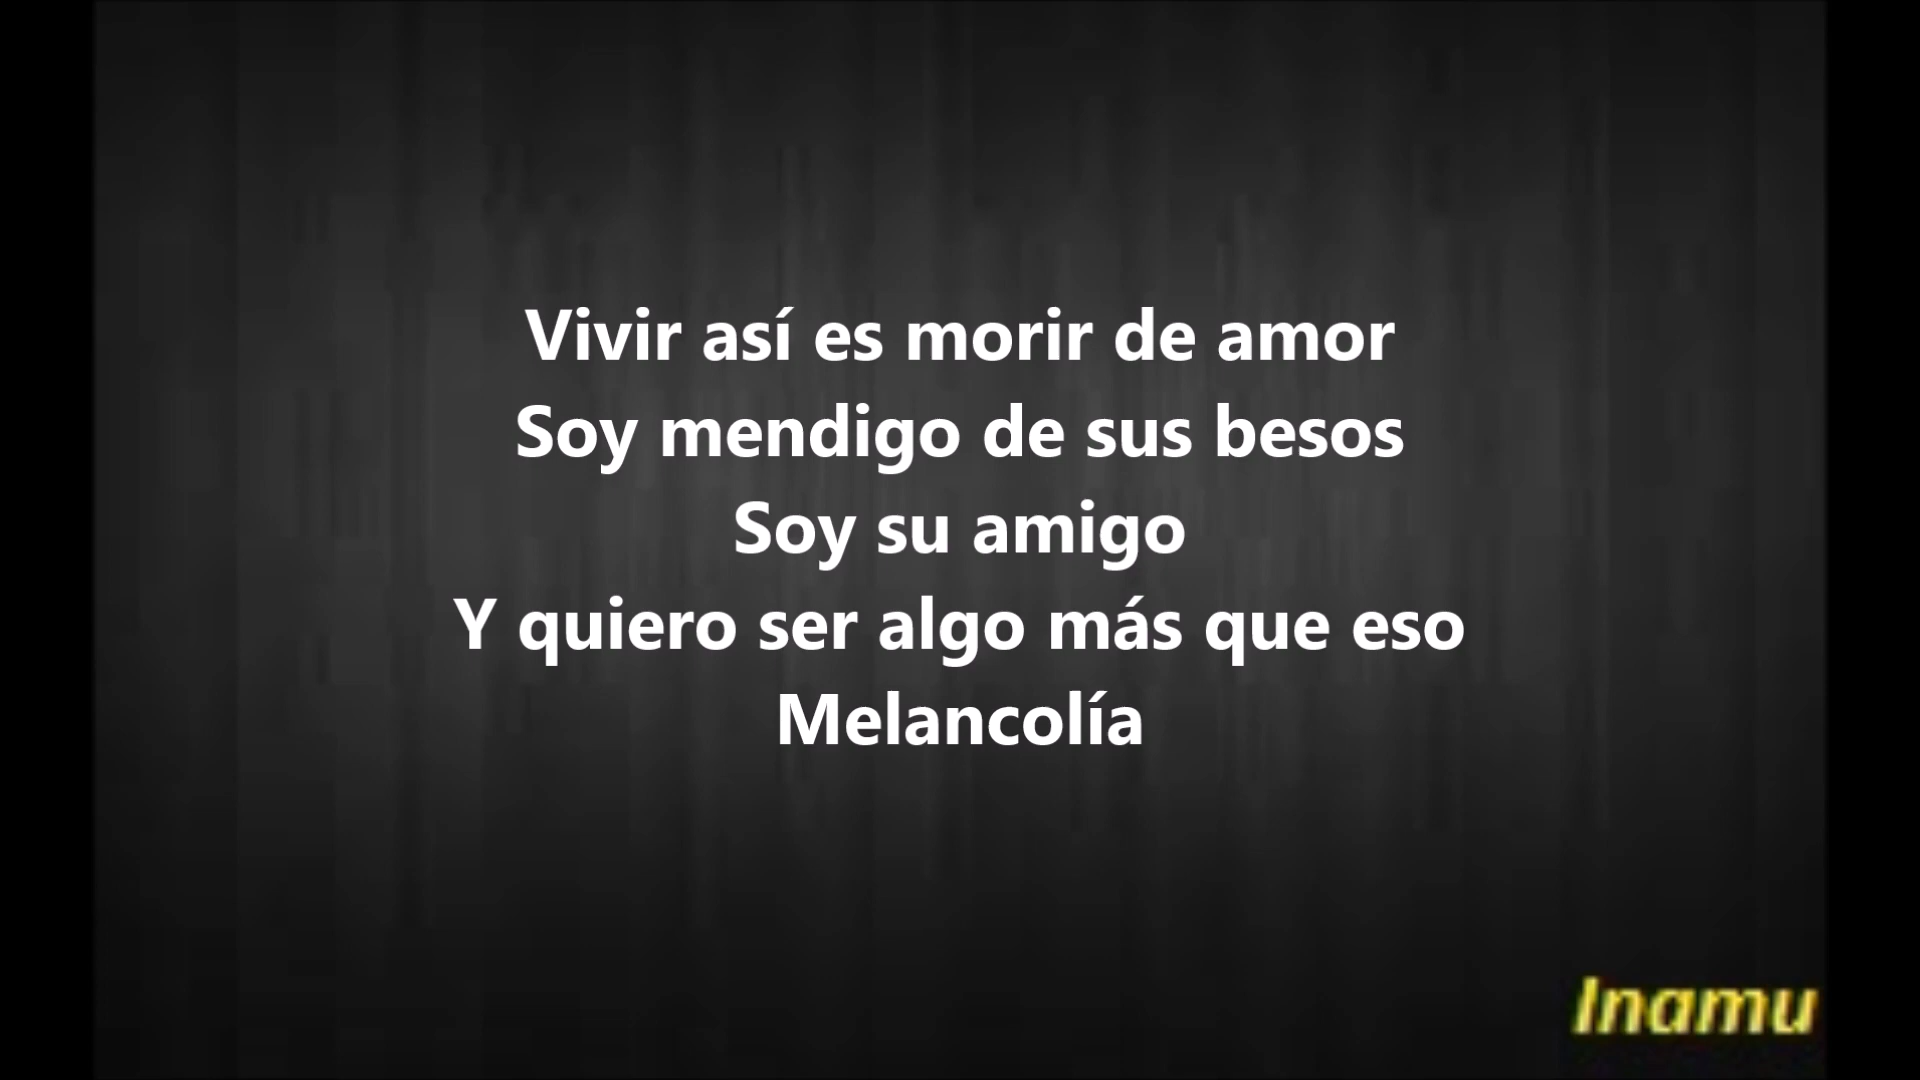 Vivir así es morir de amor
Soy mendigo de sus besos
Soy su amigo
Y quiero ser algo más que eso
Melancolía
Inamu